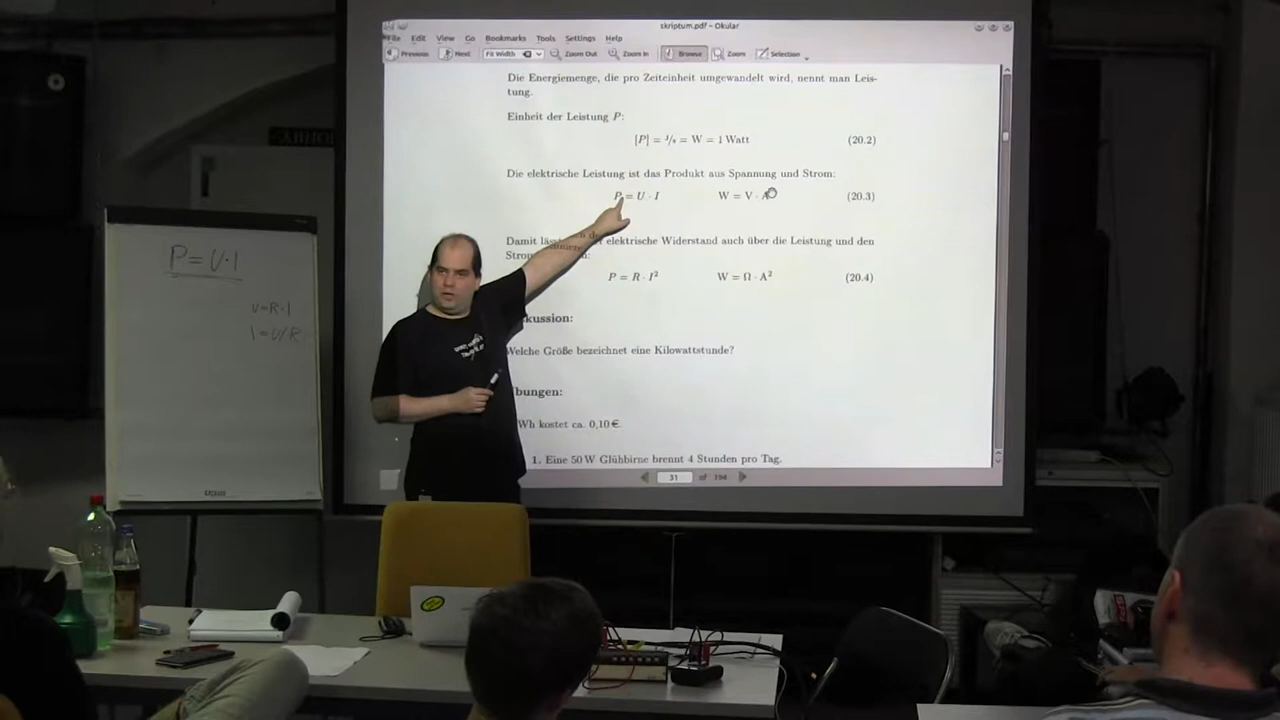 skriptum.pdf – Okular
File Edit View Go Bookmarks Tools Settings Help
Previous Next Fit Width Zoom Out Zoom In Browse Zoom Selection
Die Energiemenge, die pro Zeiteinheit umgewandelt wird, nennt man Leis-
tung.
Einheit der Leistung P:
[P] = J/s = W = 1 Watt (20.2)
Die elektrische Leistung ist das Produkt aus Spannung und Strom:
P = U · I W = V · A (20.3)
Damit der elektrische Widerstand auch über die Leistung und den
P = R · I² W = Ω · A² (20.4)
kussion:
Welche Größe bezeichnet eine Kilowattstunde?
bungen:
Wh kostet ca. 0,10€
1. Eine 50 W Glühbirne brennt 4 Stunden pro Tag.
31 of 194
P = U·I
U=R·I
I=U/R